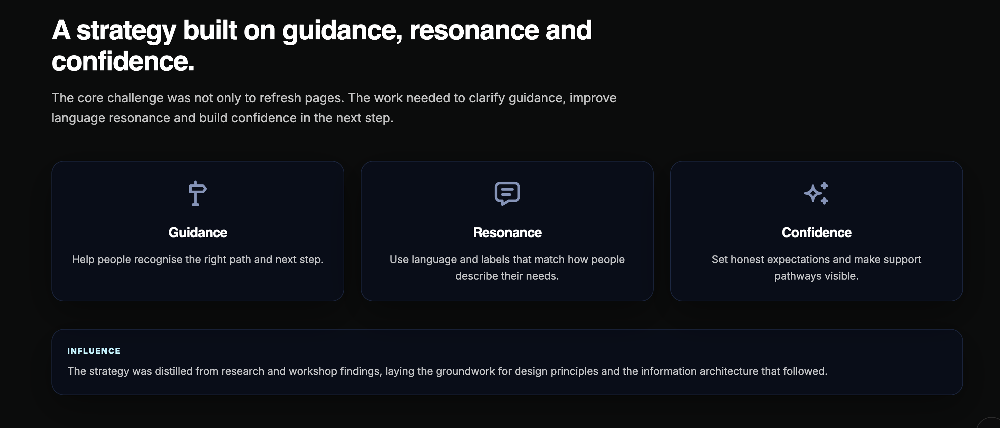 A strategy built on guidance, resonance and
confidence.
The core challenge was not only to refresh pages. The work needed to clarify guidance, improve
language resonance and build confidence in the next step.
Guidance
Help people recognise the right path and next step.
Resonance
Use language and labels that match how people
describe their needs.
Confidence
Set honest expectations and make support
pathways visible.
INFLUENCE
The strategy was distilled from research and workshop findings, laying the groundwork for design principles and the information architecture that followed.